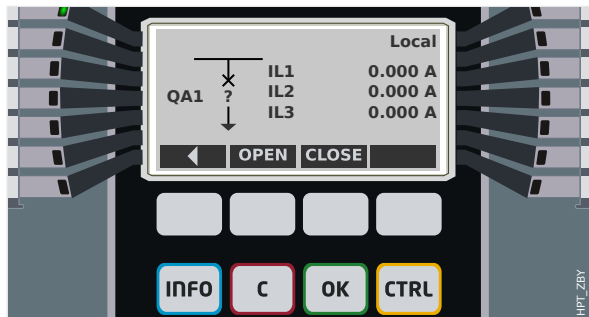 Local
IL1 0.000 A
QA1 ? IL2 0.000 A
IL3 0.000 A
OPEN CLOSE
INFO C OK CTRL
HPT_ZBY